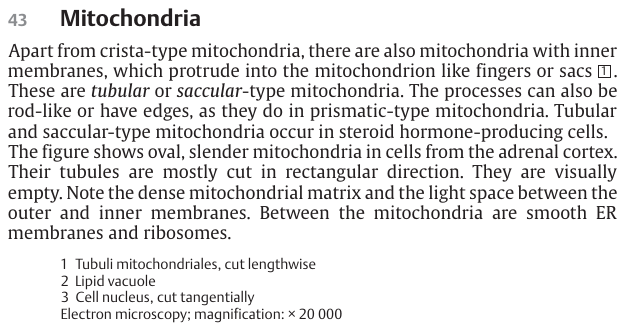 43 Mitochondria
Apart from crista-type mitochondria, there are also mitochondria with inner
membranes, which protrude into the mitochondrion like fingers or sacs 1.
These are tubular or saccular-type mitochondria. The processes can also be
rod-like or have edges, as they do in prismatic-type mitochondria. Tubular
and saccular-type mitochondria occur in steroid hormone-producing cells.
The figure shows oval, slender mitochondria in cells from the adrenal cortex.
Their tubules are mostly cut in rectangular direction. They are visually
empty. Note the dense mitochondrial matrix and the light space between the
outer and inner membranes. Between the mitochondria are smooth ER
membranes and ribosomes.
1 Tubuli mitochondriales, cut lengthwise
2 Lipid vacuole
3 Cell nucleus, cut tangentially
Electron microscopy; magnification: × 20 000